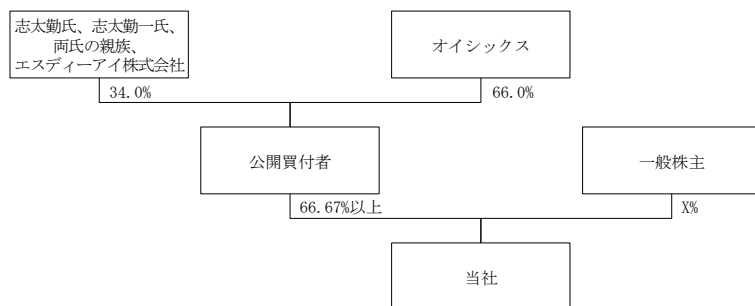 志太勤氏、志太勤一氏、
両氏の親族、
エスディーアイ株式会社
オイシックス
34.0%
66.0%
公開買付者
一般株主
66.67%以上
X%
当社